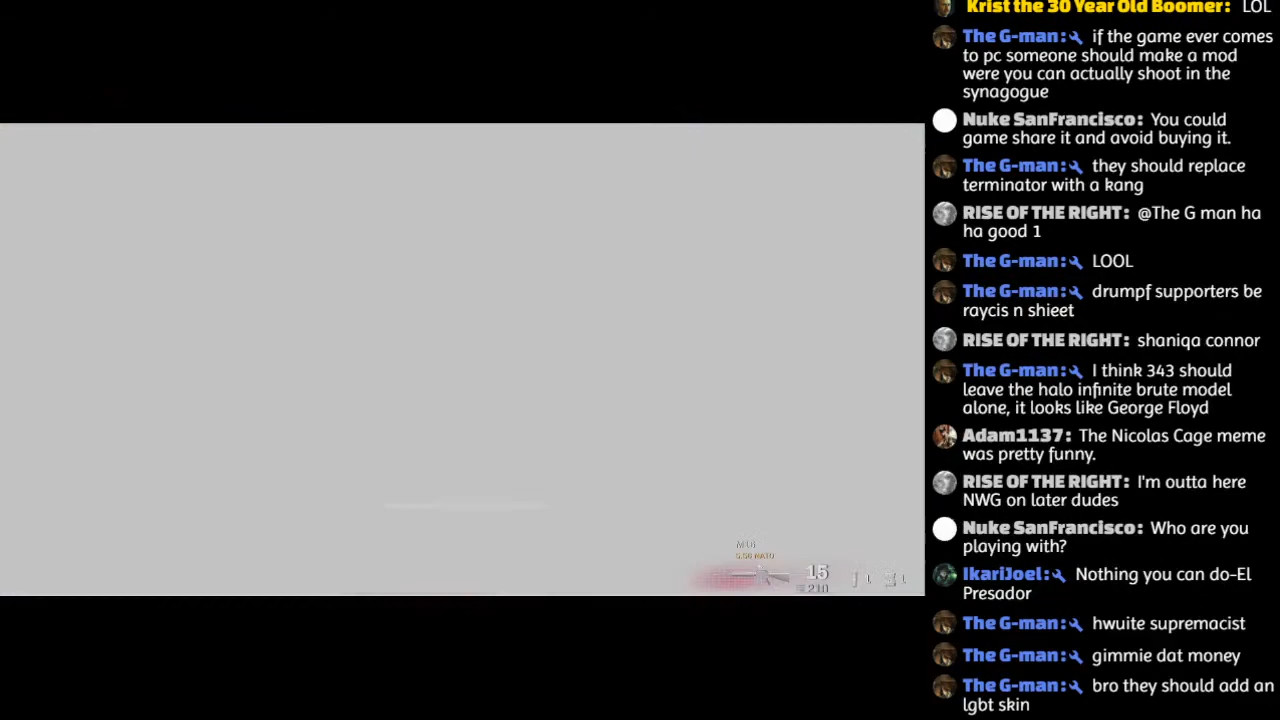 Krist the 30 Year Old Boomer: LOL
The G-man: if the game ever comes
to pc someone should make a mod
were you can actually shoot in the
synagogue
Nuke SanFrancisco: You could
game share it and avoid buying it.
The G-man: they should replace
terminator with a kang
RISE OF THE RIGHT: @The G man ha
ha good 1
The G-man: LOOL
The G-man: drumpf supporters be
raycis n shieet
RISE OF THE RIGHT: shaniqa connor
The G-man: I think 343 should
leave the halo infinite brute model
alone, it looks like George Floyd
Adam1137: The Nicolas Cage meme
was pretty funny.
RISE OF THE RIGHT: I'm outta here
NWG on later dudes
Nuke SanFrancisco: Who are you
playing with?
IkariJoel: Nothing you can do-El
Presador
The G-man: hwuite supremacist
The G-man: gimmie dat money
The G-man: bro they should add an
lgbt skin
5.56 NATO
15
210
1
1